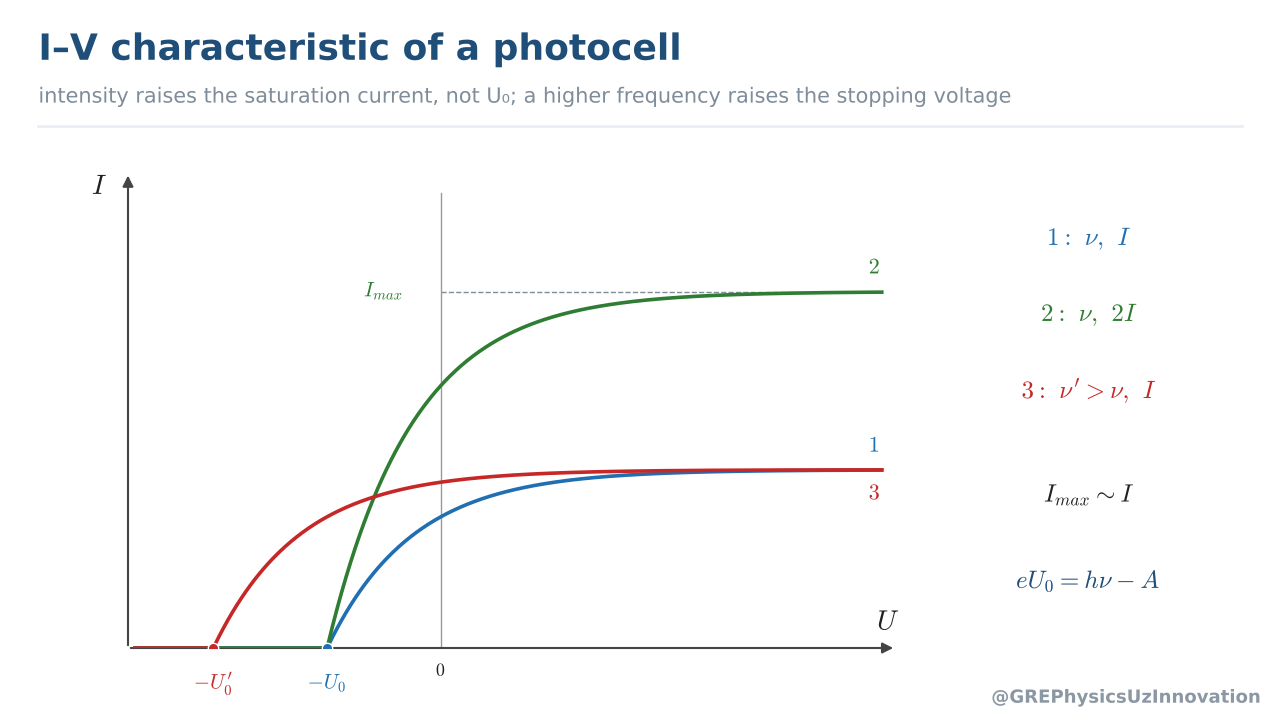 I–V characteristic of a photocell
intensity raises the saturation current, not U₀; a higher frequency raises the stopping voltage
I
1 : ν, I
2
I_max
2 : ν, 2I
3 : ν′ > ν, I
1
3
I_max ∼ I
eU₀ = hν − A
U
0
−U₀′
−U₀
@GREPhysicsUzInnovation